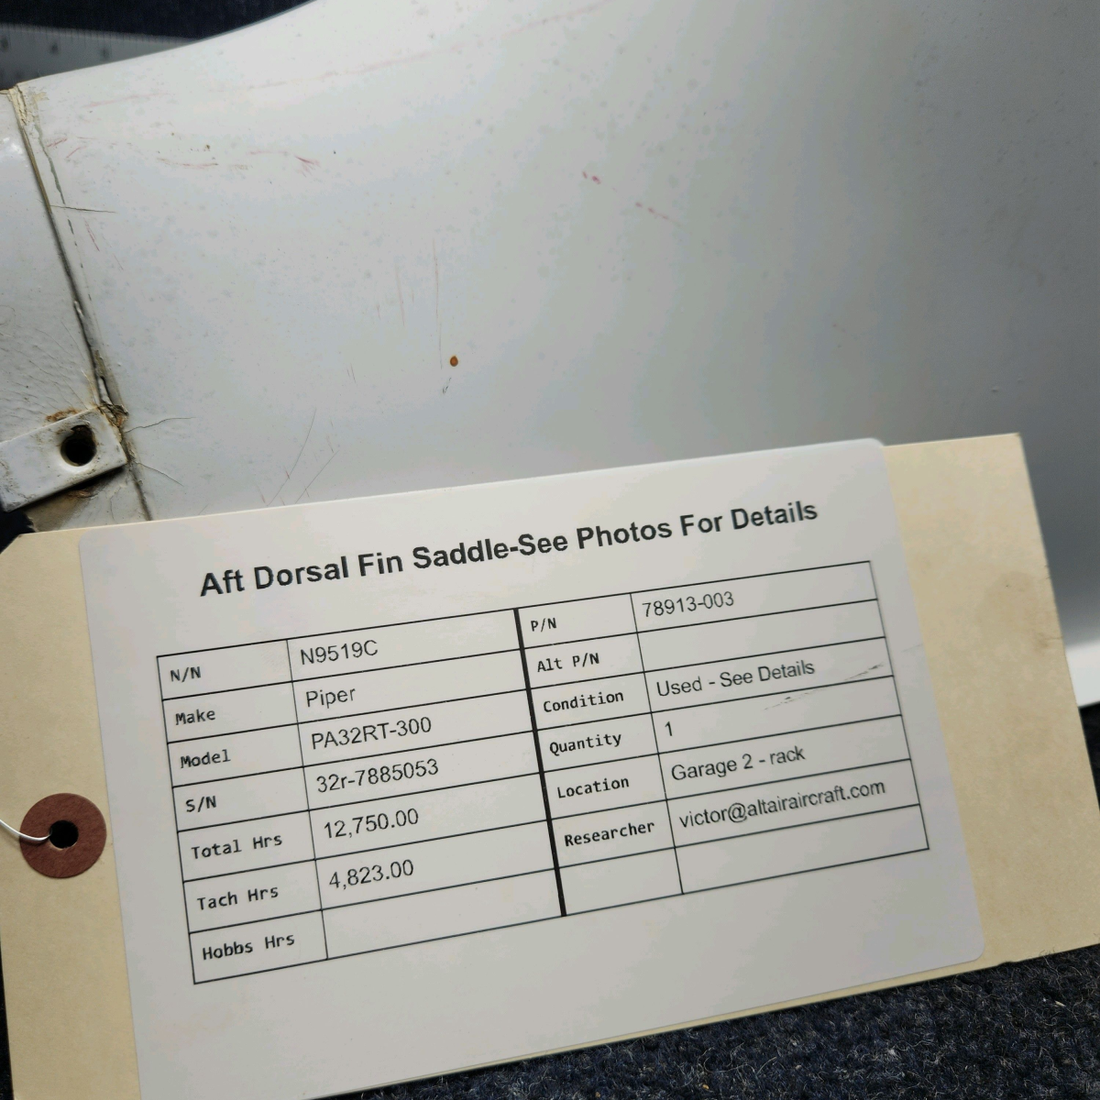 Aft Dorsal Fin Saddle-See Photos For Details
N/N N9519C
Make Piper
Model PA32RT-300
S/N 32r-7885053
Total Hrs 12,750.00
Tach Hrs 4,823.00
Hobbs Hrs
P/N 78913-003
Alt P/N
Condition Used - See Details
Quantity 1
Location Garage 2 - rack
Researcher victor@altairaircraft.com